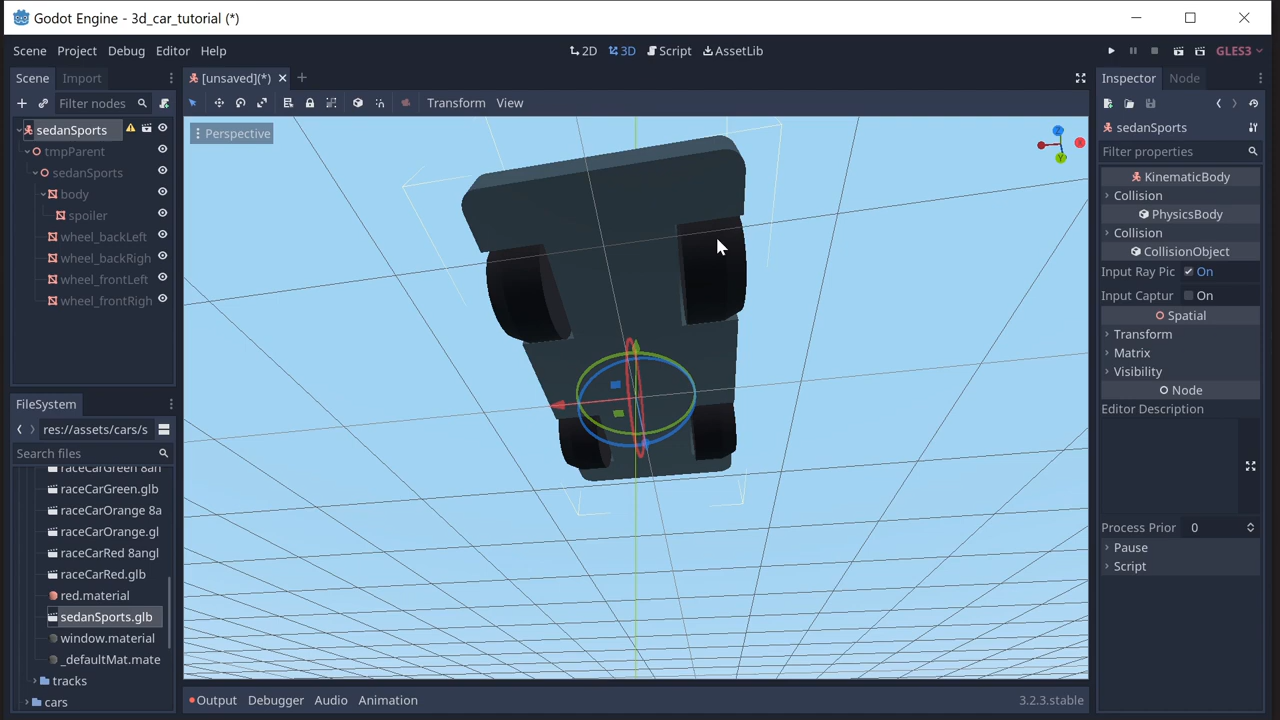 Godot Engine - 3d_car_tutorial (*)
Scene Project Debug Editor Help
2D 3D Script AssetLib
GLES3
Scene Import
[unsaved](*)
Inspector Node
Filter nodes
Transform View
sedanSports
tmpParent
sedanSports
body
spoiler
wheel_backLeft
wheel_backRigh
wheel_frontLeft
wheel_frontRigh
Perspective
Z
X
Y
sedanSports
Filter properties
KinematicBody
Collision
PhysicsBody
Collision
CollisionObject
Input Ray Pic On
Input Captur On
Spatial
Transform
Matrix
Visibility
Node
Editor Description
Process Prior 0
Pause
Script
FileSystem
res://assets/cars/s
Search files
raceCarGreen 8an
raceCarGreen.glb
raceCarOrange 8a
raceCarOrange.gl
raceCarRed 8angl
raceCarRed.glb
red.material
sedanSports.glb
window.material
_defaultMat.mate
tracks
cars
Output Debugger Audio Animation
3.2.3.stable